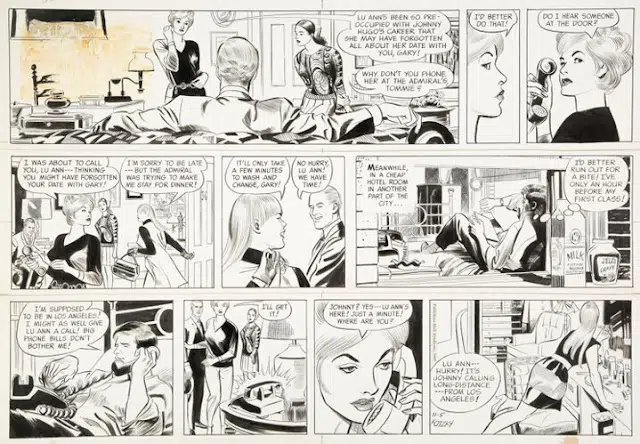 LU ANN'S BEEN SO PRE-
OCCUPIED WITH JOHNNY
HUGO'S CAREER THAT
SHE MAY HAVE FORGOTTEN
ALL ABOUT HER DATE WITH
YOU, GARY!
WHY DON'T YOU PHONE
HER AT THE ADMIRAL'S,
TOMMIE?
I'D BETTER
DO THAT!
DO I HEAR SOMEONE
AT THE DOOR?
I WAS ABOUT TO CALL
YOU, LU ANN--- THINKING
YOU MIGHT HAVE FORGOTTEN
YOUR DATE WITH GARY!
I'M SORRY TO BE LATE
--- BUT THE ADMIRAL
WAS TRYING TO MAKE
ME STAY FOR DINNER!
IT'LL ONLY TAKE
A FEW MINUTES
TO WASH AND
CHANGE, GARY!
NO HURRY,
LU ANN!
WE HAVE
TIME!
MEANWHILE,
IN A CHEAP
HOTEL ROOM
IN ANOTHER
PART OF THE
CITY...
I'D BETTER
RUN OUT FOR
A BITE! I'VE
ONLY AN HOUR
BEFORE MY
FIRST CLASS!
MILK
I'M SUPPOSED
TO BE IN LOS ANGELES!
I MIGHT AS WELL GIVE
LU ANN A CALL! BIG
PHONE BILLS DON'T
BOTHER ME!
I'LL GET
IT!
JOHNNY? YES-- LU ANN'S
HERE! JUST A MINUTE!
WHERE ARE YOU?
LU ANN---
HURRY! IT'S
JOHNNY CALLING
LONG-DISTANCE
---FROM LOS
ANGELES!
11-5